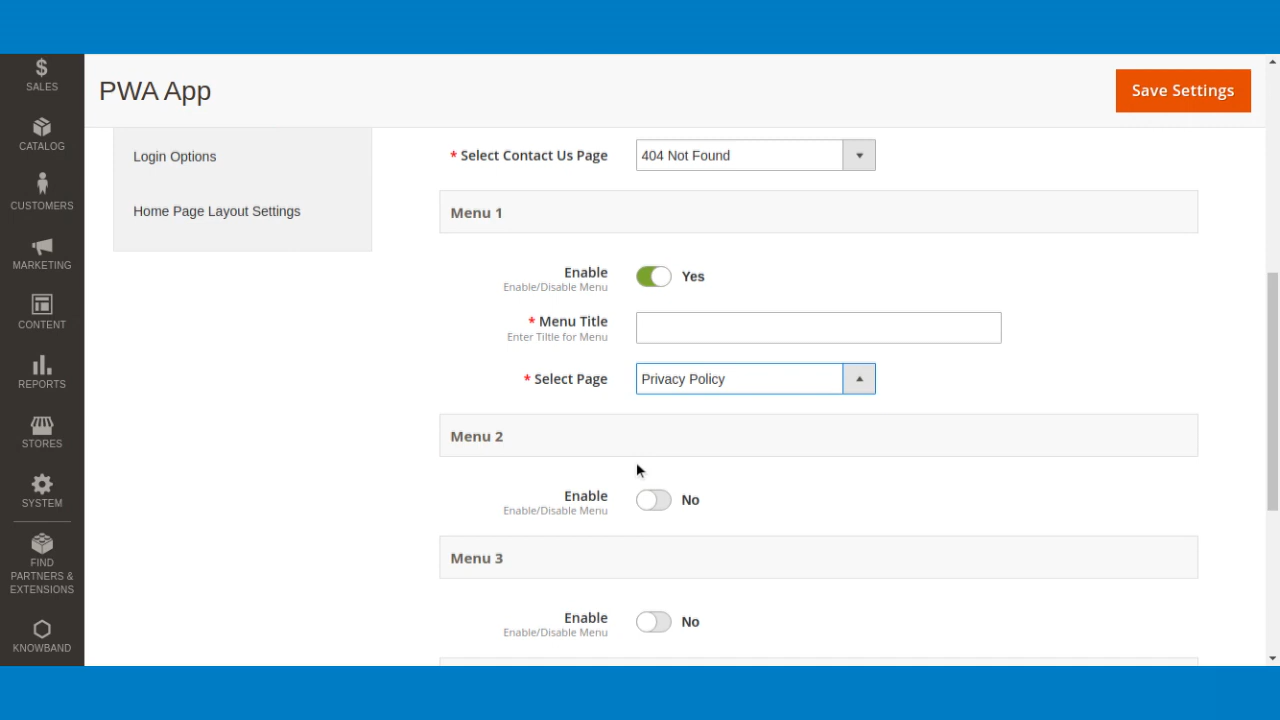 SALES
CATALOG
CUSTOMERS
MARKETING
CONTENT
REPORTS
STORES
SYSTEM
FIND
PARTNERS &
EXTENSIONS
KNOWBAND
PWA App
Save Settings
Login Options
Home Page Layout Settings
* Select Contact Us Page
404 Not Found
Menu 1
Enable
Enable/Disable Menu
Yes
* Menu Title
Enter Tiltle for Menu
* Select Page
Privacy Policy
Menu 2
Enable
Enable/Disable Menu
No
Menu 3
Enable
Enable/Disable Menu
No